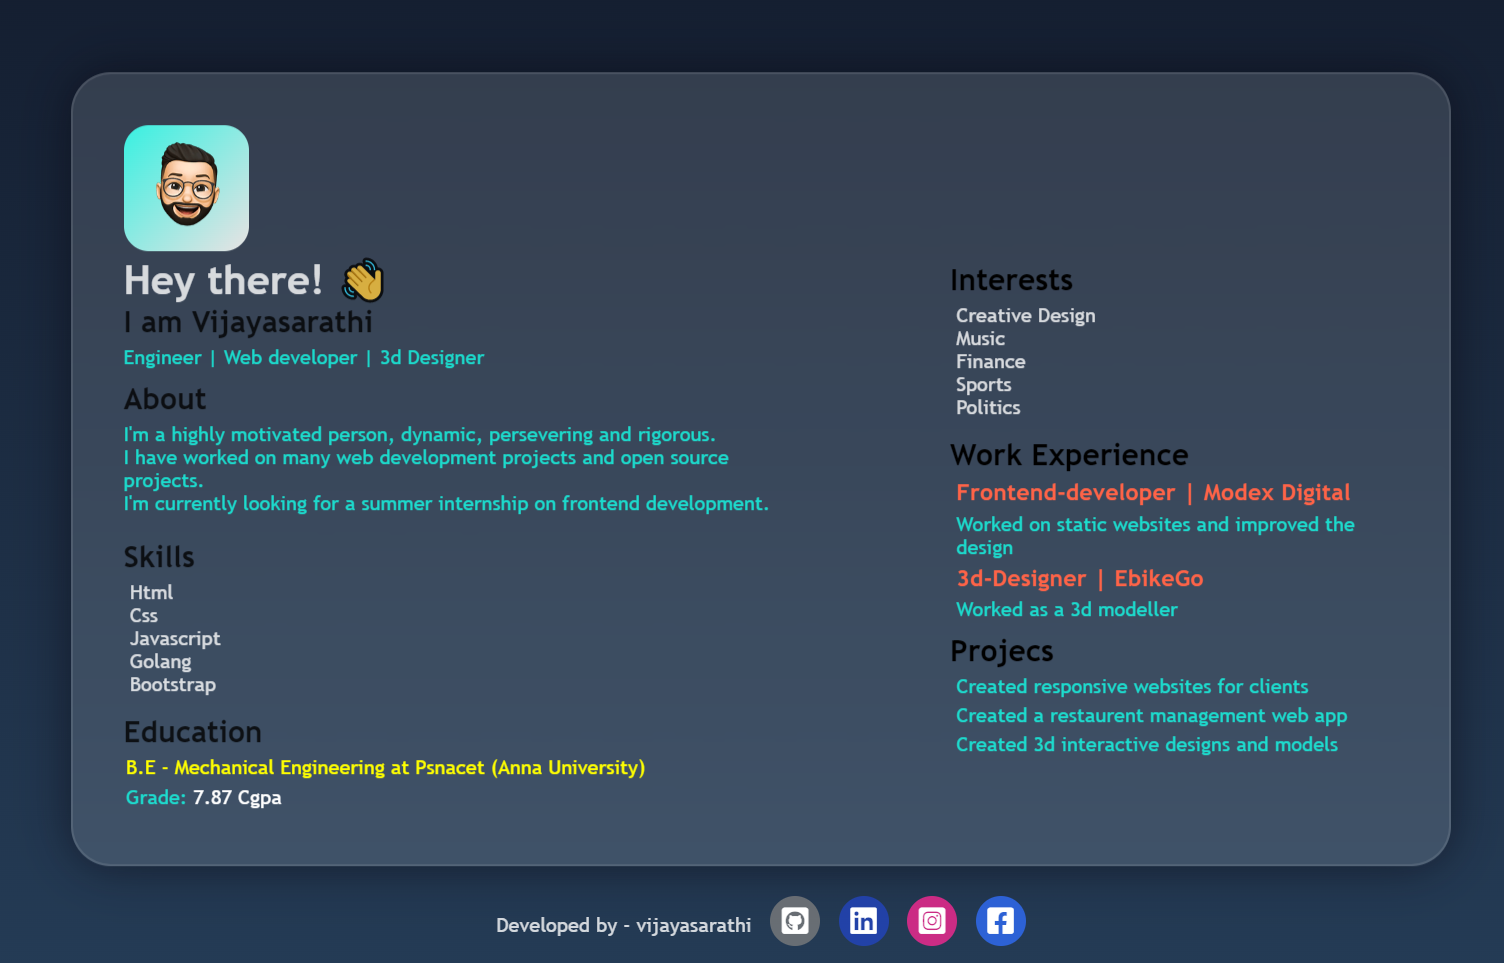 Hey there!
I am Vijayasarathi
Engineer | Web developer | 3d Designer
About
I'm a highly motivated person, dynamic, persevering and rigorous.
I have worked on many web development projects and open source
projects.
I'm currently looking for a summer internship on frontend development.
Skills
Html
Css
Javascript
Golang
Bootstrap
Education
B.E - Mechanical Engineering at Psnacet (Anna University)
Grade: 7.87 Cgpa
Interests
Creative Design
Music
Finance
Sports
Politics
Work Experience
Frontend-developer | Modex Digital
Worked on static websites and improved the
design
3d-Designer | EbikeGo
Worked as a 3d modeller
Projecs
Created responsive websites for clients
Created a restaurent management web app
Created 3d interactive designs and models
Developed by - vijayasarathi